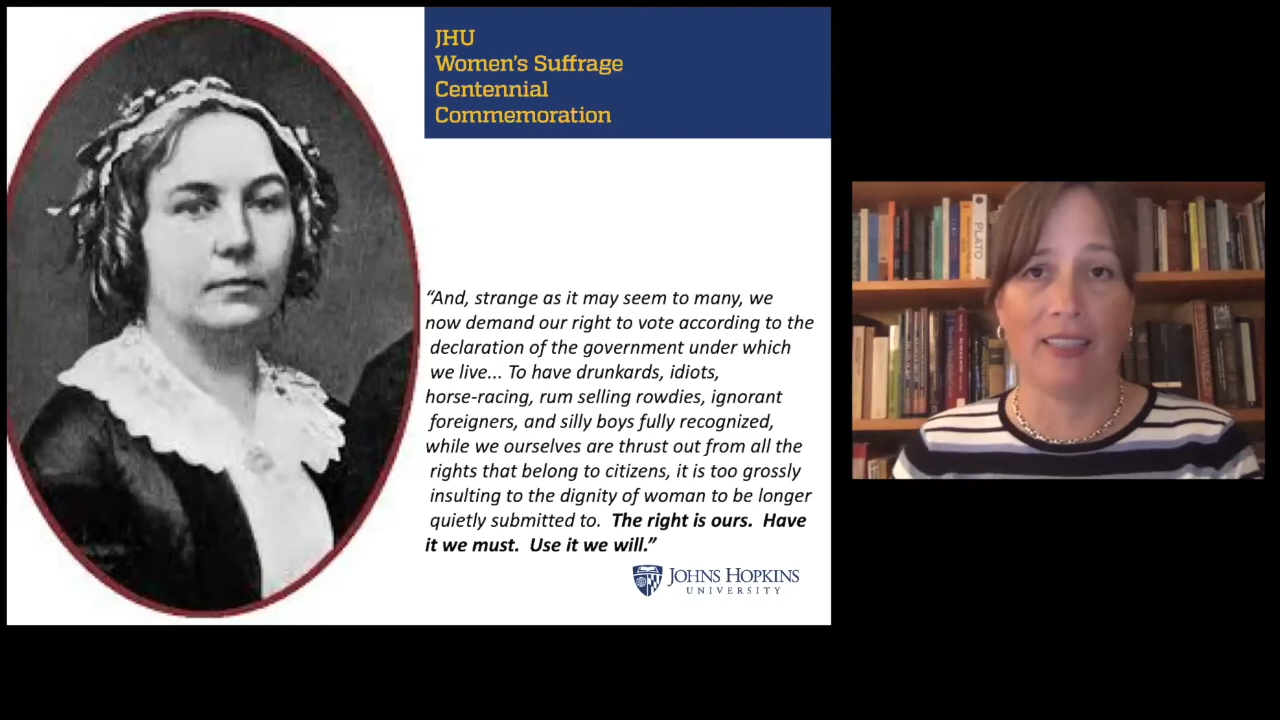 JHU
Women's Suffrage
Centennial
Commemoration
“And, strange as it may seem to many, we
now demand our right to vote according to the
declaration of the government under which
we live... To have drunkards, idiots,
horse-racing, rum selling rowdies, ignorant
foreigners, and silly boys fully recognized,
while we ourselves are thrust out from all the
rights that belong to citizens, it is too grossly
insulting to the dignity of woman to be longer
quietly submitted to. The right is ours. Have
it we must. Use it we will.”
JOHNS HOPKINS
UNIVERSITY
PLATO